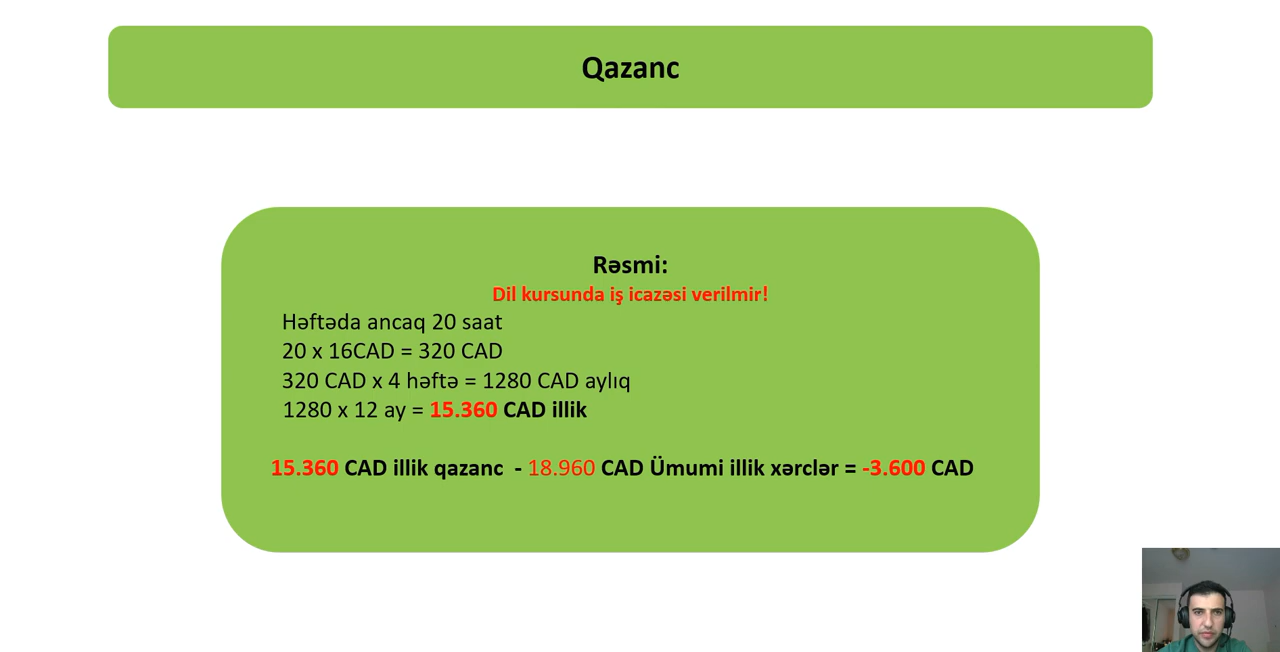 Qazanc
Rəsmi:
Dil kursunda iş icazəsi verilmir!
Həftəda ancaq 20 saat
20 x 16CAD = 320 CAD
320 CAD x 4 həftə = 1280 CAD aylıq
1280 x 12 ay = 15.360 CAD illik
15.360 CAD illik qazanc - 18.960 CAD Ümumi illik xərclər = -3.600 CAD